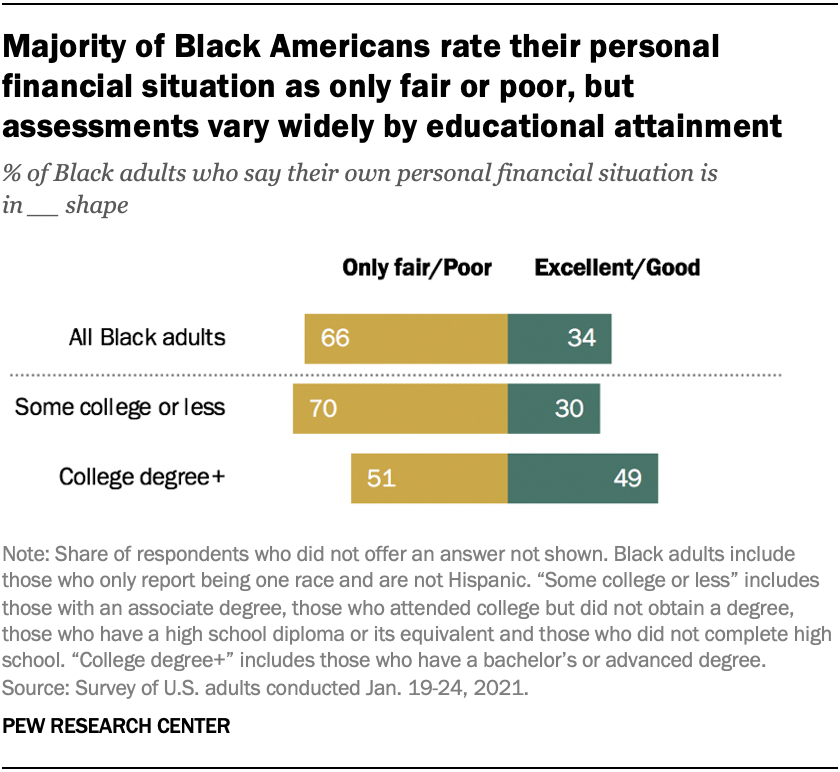 Majority of Black Americans rate their personal
financial situation as only fair or poor, but
assessments vary widely by educational attainment
% of Black adults who say their own personal financial situation is
in __ shape
Only fair/Poor Excellent/Good
All Black adults 66 34
Some college or less 70 30
College degree+ 51 49
Note: Share of respondents who did not offer an answer not shown. Black adults include
those who only report being one race and are not Hispanic. “Some college or less” includes
those with an associate degree, those who attended college but did not obtain a degree,
those who have a high school diploma or its equivalent and those who did not complete high
school. “College degree+” includes those who have a bachelor’s or advanced degree.
Source: Survey of U.S. adults conducted Jan. 19-24, 2021.
PEW RESEARCH CENTER